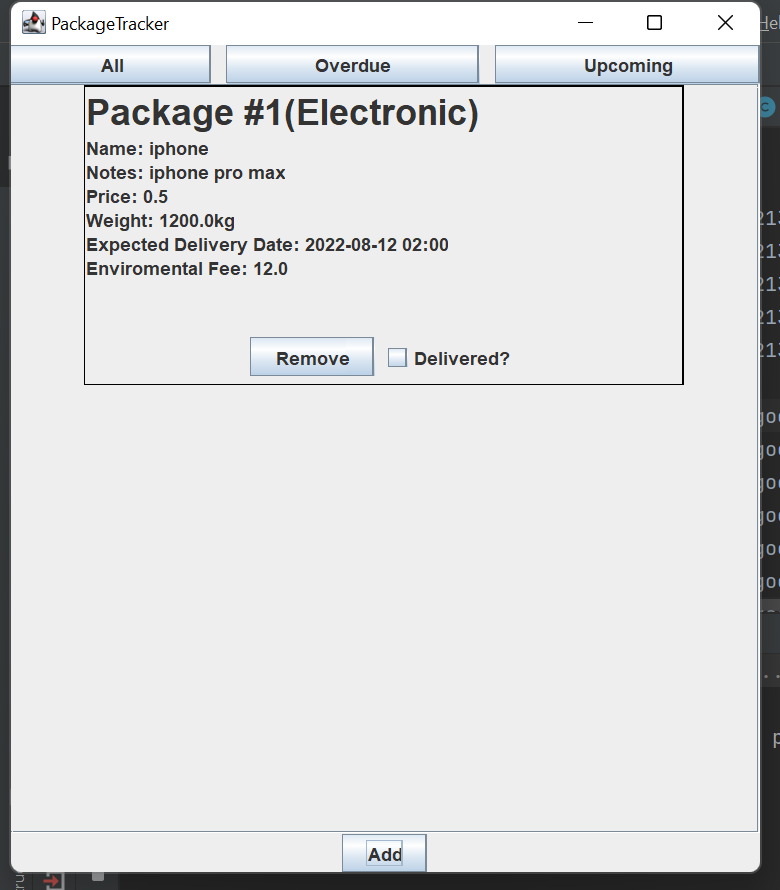 PackageTracker
All Overdue Upcoming
Package #1(Electronic)
Name: iphone
Notes: iphone pro max
Price: 0.5
Weight: 1200.0kg
Expected Delivery Date: 2022-08-12 02:00
Enviromental Fee: 12.0
Remove Delivered?
Add